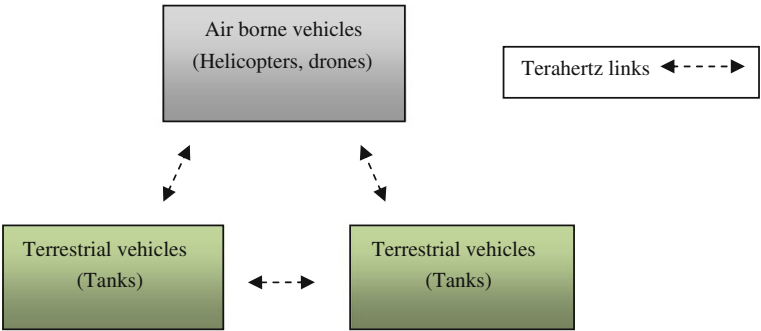 Air borne vehicles
(Helicopters, drones)
Terahertz links
Terrestrial vehicles
(Tanks)
Terrestrial vehicles
(Tanks)